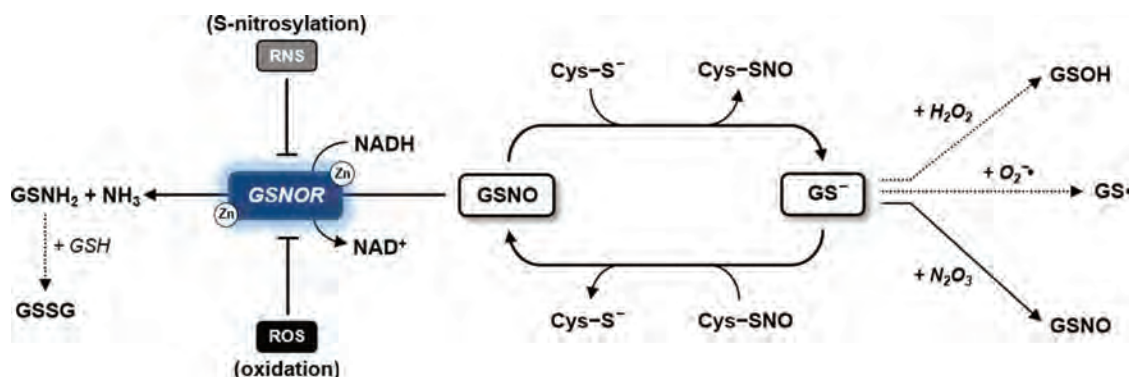 (S-nitrosylation)
RNS
Cys–S⁻
Cys–SNO
GSOH
+ H₂O₂
NADH
Zn
GSNH₂ + NH₃
GSNOR
GSNO
GS⁻
+ O₂⁻•
GS•
Zn
+ GSH
NAD⁺
+ N₂O₃
GSSG
Cys–S⁻
Cys–SNO
GSNO
ROS
(oxidation)